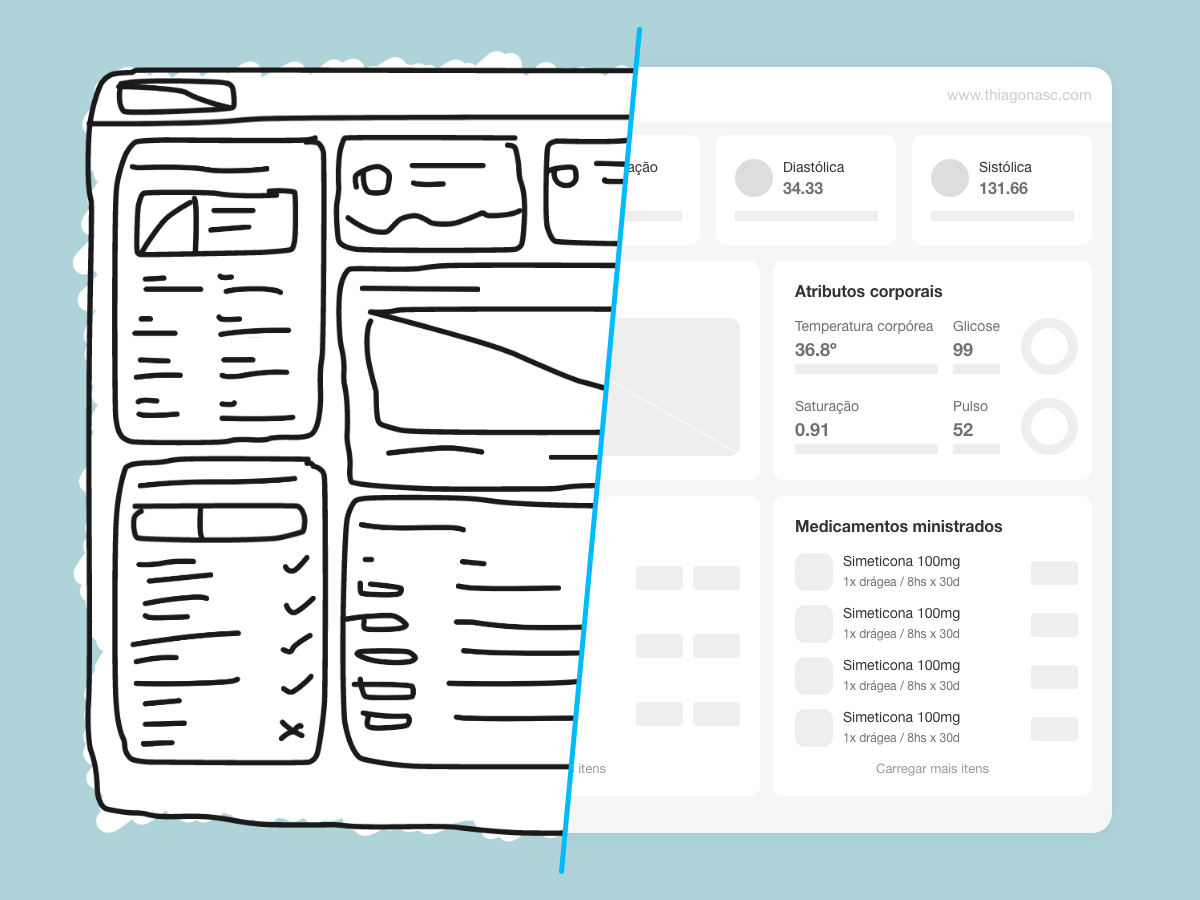 www.thiagonasc.com
ação
Diastólica
34.33
Sistólica
131.66
Atributos corporais
Temperatura corpórea
36.8º
Glicose
99
Saturação
0.91
Pulso
52
Medicamentos ministrados
Simeticona 100mg
1x drágea / 8hs x 30d
Simeticona 100mg
1x drágea / 8hs x 30d
Simeticona 100mg
1x drágea / 8hs x 30d
Simeticona 100mg
1x drágea / 8hs x 30d
itens
Carregar mais itens